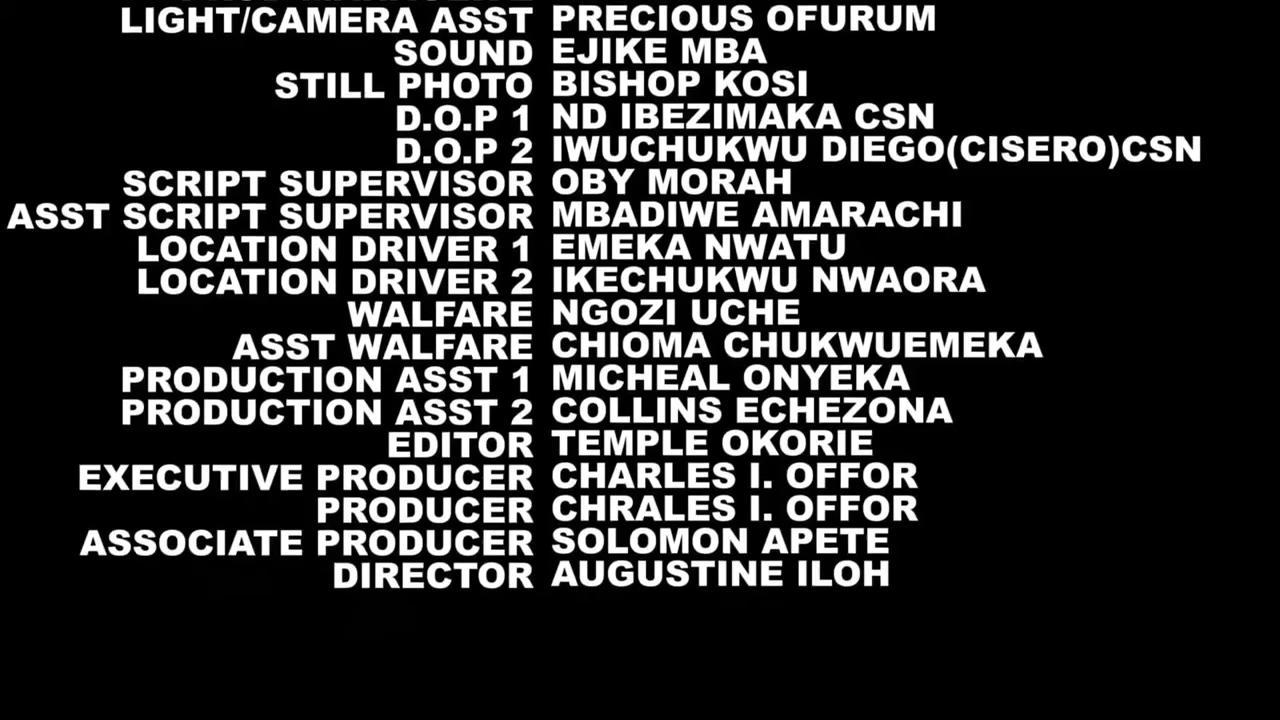 LIGHT/CAMERA ASST PRECIOUS OFURUM
SOUND EJIKE MBA
STILL PHOTO BISHOP KOSI
D.O.P 1 ND IBEZIMAKA CSN
D.O.P 2 IWUCHUKWU DIEGO(CISERO)CSN
SCRIPT SUPERVISOR OBY MORAH
ASST SCRIPT SUPERVISOR MBADIWE AMARACHI
LOCATION DRIVER 1 EMEKA NWATU
LOCATION DRIVER 2 IKECHUKWU NWAORA
WALFARE NGOZI UCHE
ASST WALFARE CHIOMA CHUKWUEMEKA
PRODUCTION ASST 1 MICHEAL ONYEKA
PRODUCTION ASST 2 COLLINS ECHEZONA
EDITOR TEMPLE OKORIE
EXECUTIVE PRODUCER CHARLES I. OFFOR
PRODUCER CHRALES I. OFFOR
ASSOCIATE PRODUCER SOLOMON APETE
DIRECTOR AUGUSTINE ILOH